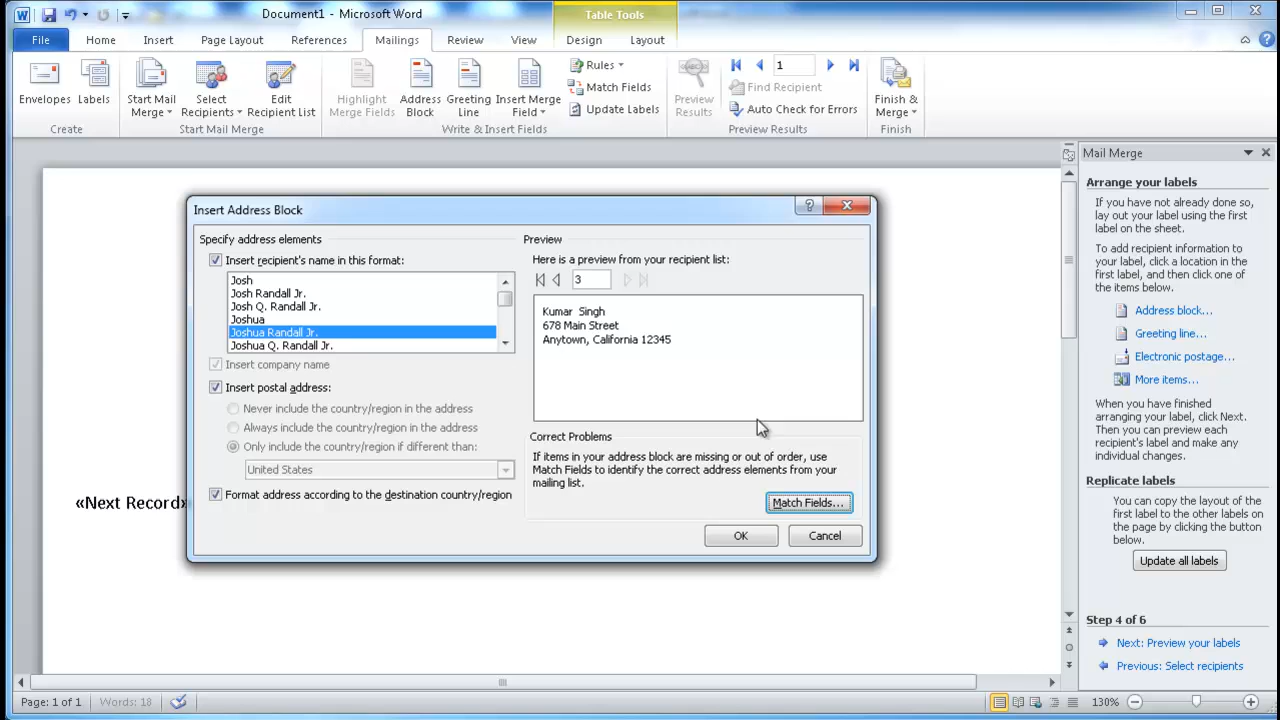 Document1 - Microsoft Word
Table Tools
File
Home
Insert
Page Layout
References
Mailings
Review
View
Design
Layout
Envelopes
Labels
Create
Start Mail
Merge
Select
Recipients
Edit
Recipient List
Start Mail Merge
Highlight
Merge Fields
Address
Block
Greeting
Line
Insert Merge
Field
Rules
Match Fields
Update Labels
Write & Insert Fields
Preview
Results
1
Find Recipient
Auto Check for Errors
Preview Results
Finish &
Merge
Finish
«Next Record»
Insert Address Block
Specify address elements
Insert recipient's name in this format:
Josh
Josh Randall Jr.
Josh Q. Randall Jr.
Joshua
Joshua Randall Jr.
Joshua Q. Randall Jr.
Insert company name
Insert postal address:
Never include the country/region in the address
Always include the country/region in the address
Only include the country/region if different than:
United States
Format address according to the destination country/region
Preview
Here is a preview from your recipient list:
3
Kumar Singh
678 Main Street
Anytown, California 12345
Correct Problems
If items in your address block are missing or out of order, use
Match Fields to identify the correct address elements from your
mailing list.
Match Fields...
OK
Cancel
Mail Merge
Arrange your labels
If you have not already done so,
lay out your label using the first
label on the sheet.
To add recipient information to
your label, click a location in the
first label, and then click one of
the items below.
Address block...
Greeting line...
Electronic postage...
More items...
When you have finished
arranging your label, click Next.
Then you can preview each
recipient's label and make any
individual changes.
Replicate labels
You can copy the layout of the
first label to the other labels
on the page by clicking the button
below.
Update all labels
Step 4 of 6
Next: Preview your labels
Previous: Select recipients
Page: 1 of 1
Words: 18
130%